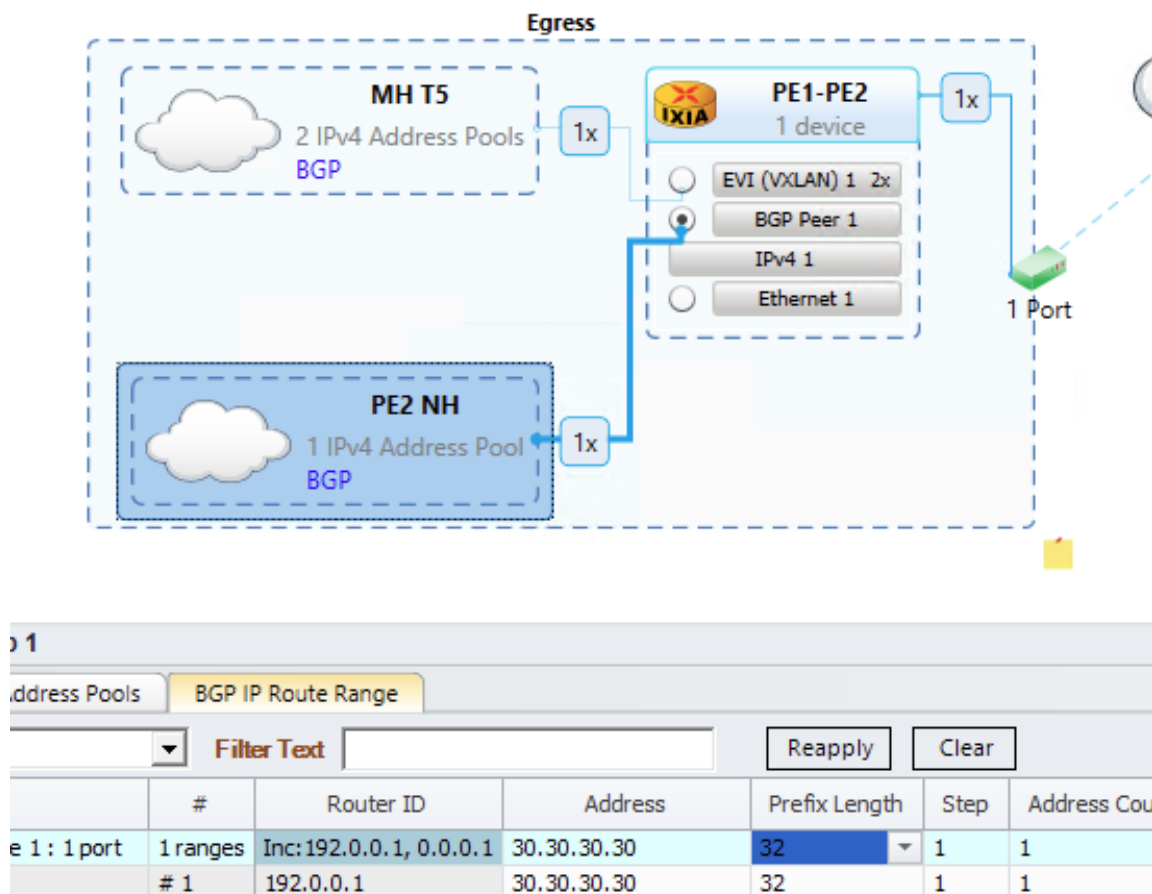 Egress
MH T5
2 IPv4 Address Pools
BGP
1x
IXIA
PE1-PE2
1 device
1x
EVI (VXLAN) 1 2x
BGP Peer 1
IPv4 1
Ethernet 1
1 Port
PE2 NH
1 IPv4 Address Pool
BGP
1x
1
Address Pools
BGP IP Route Range
Filter Text
Reapply
Clear
# Router ID Address Prefix Length Step Address Cou
e 1 : 1 port 1 ranges Inc:192.0.0.1, 0.0.0.1 30.30.30.30 32 1 1
# 1 192.0.0.1 30.30.30.30 32 1 1